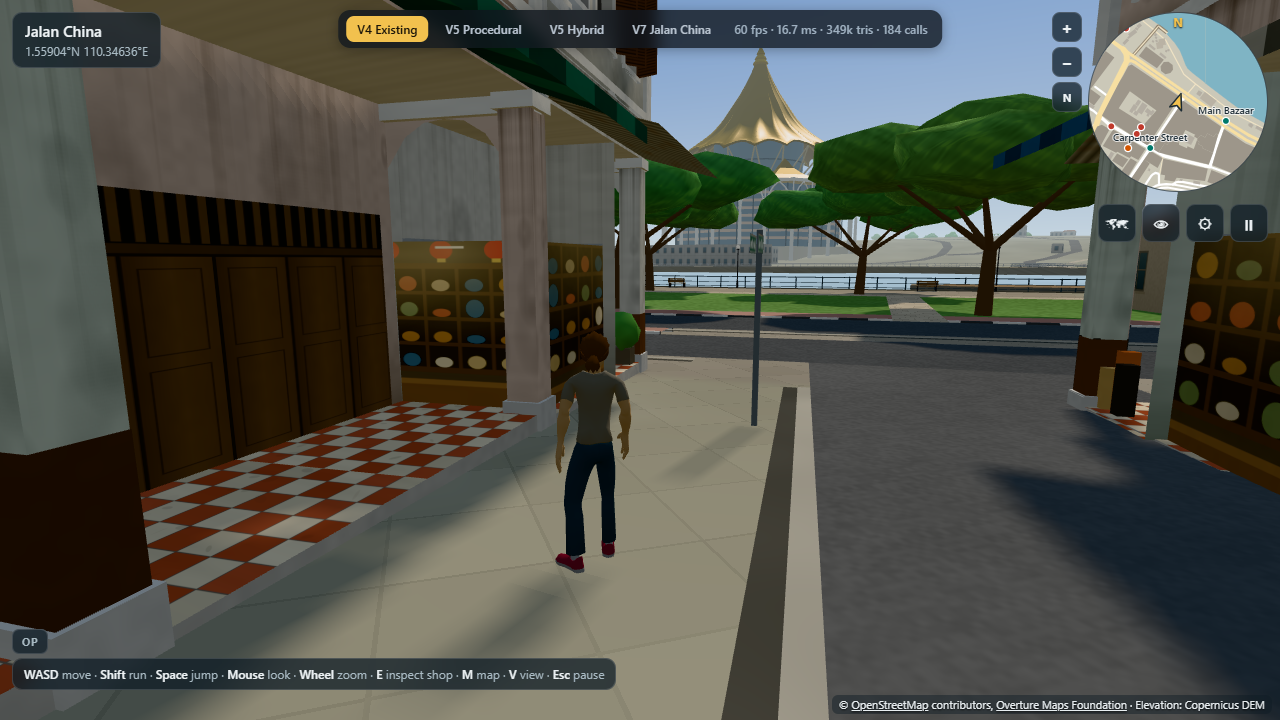 Jalan China
1.55904°N 110.34636°E
V4 Existing V5 Procedural V5 Hybrid V7 Jalan China 60 fps · 16.7 ms · 349k tris · 184 calls
+
−
N
N
Main Bazaar
Carpenter Street
OP
WASD move · Shift run · Space jump · Mouse look · Wheel zoom · E inspect shop · M map · V view · Esc pause
© OpenStreetMap contributors, Overture Maps Foundation · Elevation: Copernicus DEM